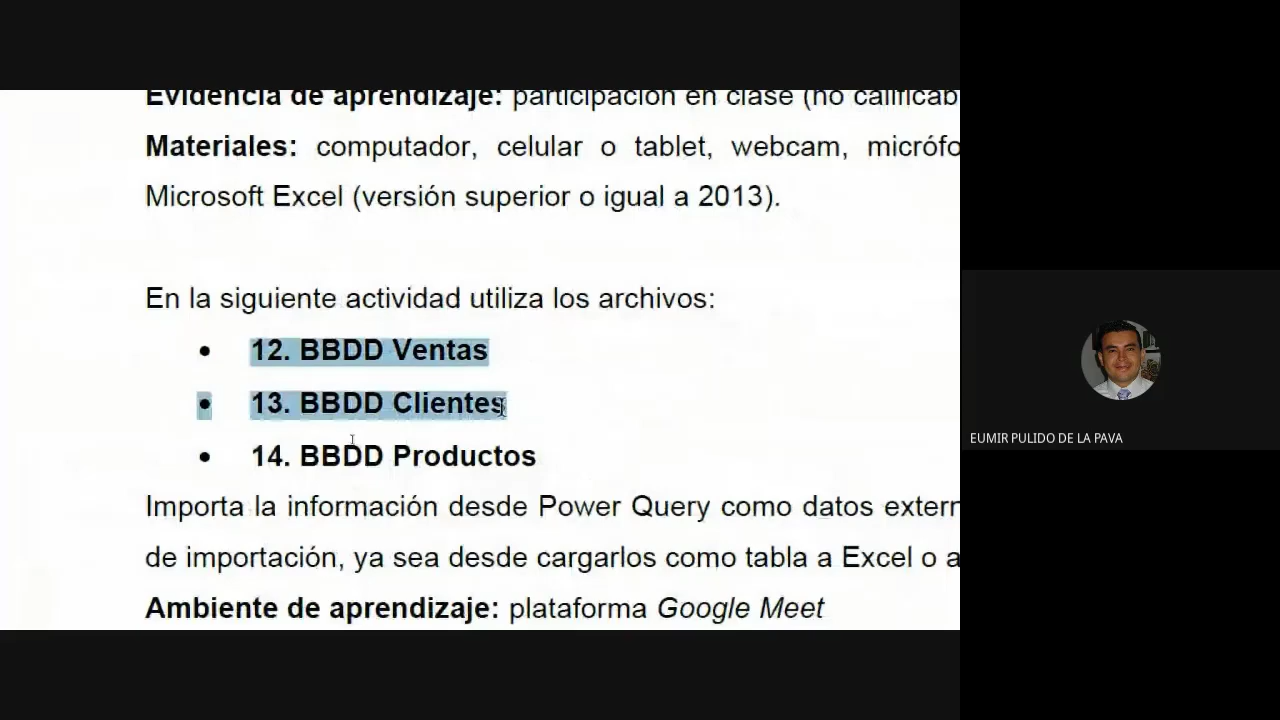 Evidencia de aprendizaje: participación en clase (no calificab
Materiales: computador, celular o tablet, webcam, micrófo
Microsoft Excel (versión superior o igual a 2013).
En la siguiente actividad utiliza los archivos:
• 12. BBDD Ventas
• 13. BBDD Clientes
• 14. BBDD Productos
Importa la información desde Power Query como datos extern
de importación, ya sea desde cargarlos como tabla a Excel o a
Ambiente de aprendizaje: plataforma Google Meet
EUMIR PULIDO DE LA PAVA